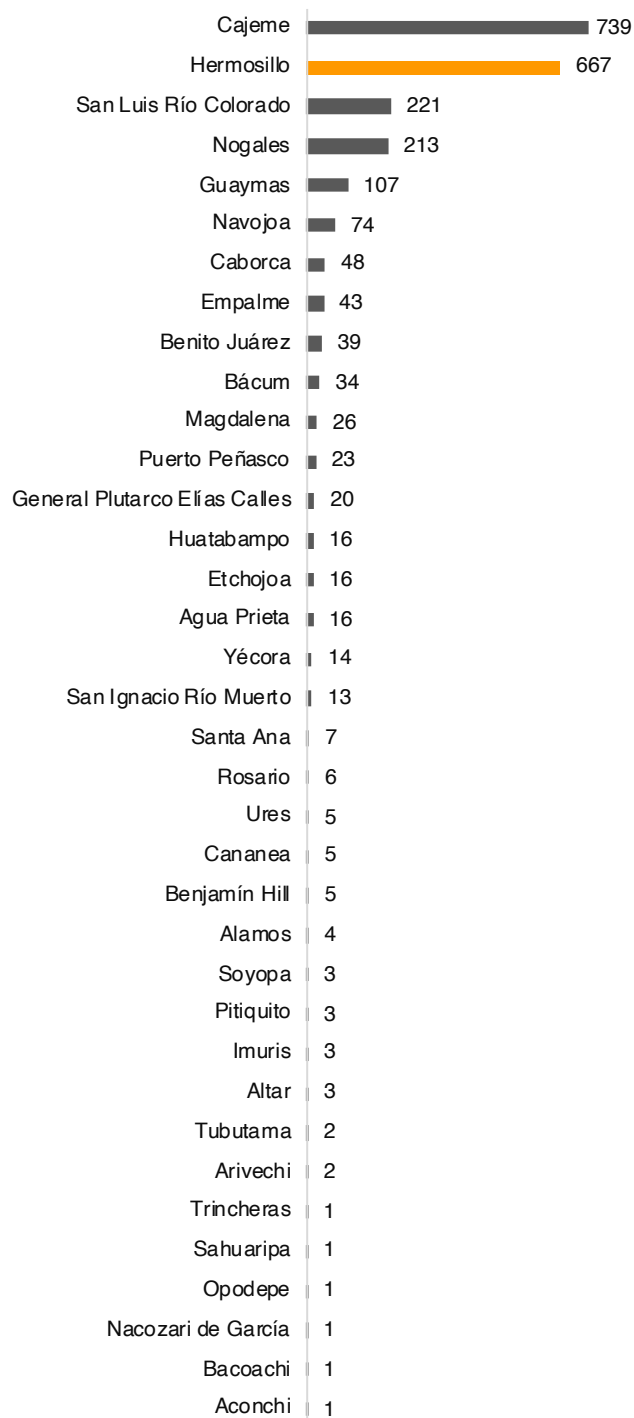 Cajeme 739
Hermosillo 667
San Luis Río Colorado 221
Nogales 213
Guaymas 107
Navojoa 74
Caborca 48
Empalme 43
Benito Juárez 39
Bácum 34
Magdalena 26
Puerto Peñasco 23
General Plutarco Elías Calles 20
Huatabampo 16
Etchojoa 16
Agua Prieta 16
Yécora 14
San Ignacio Río Muerto 13
Santa Ana 7
Rosario 6
Ures 5
Cananea 5
Benjamín Hill 5
Alamos 4
Soyopa 3
Pitiquito 3
Imuris 3
Altar 3
Tubutama 2
Arivechi 2
Trincheras 1
Sahuaripa 1
Opodepe 1
Nacozari de García 1
Bacoachi 1
Aconchi 1